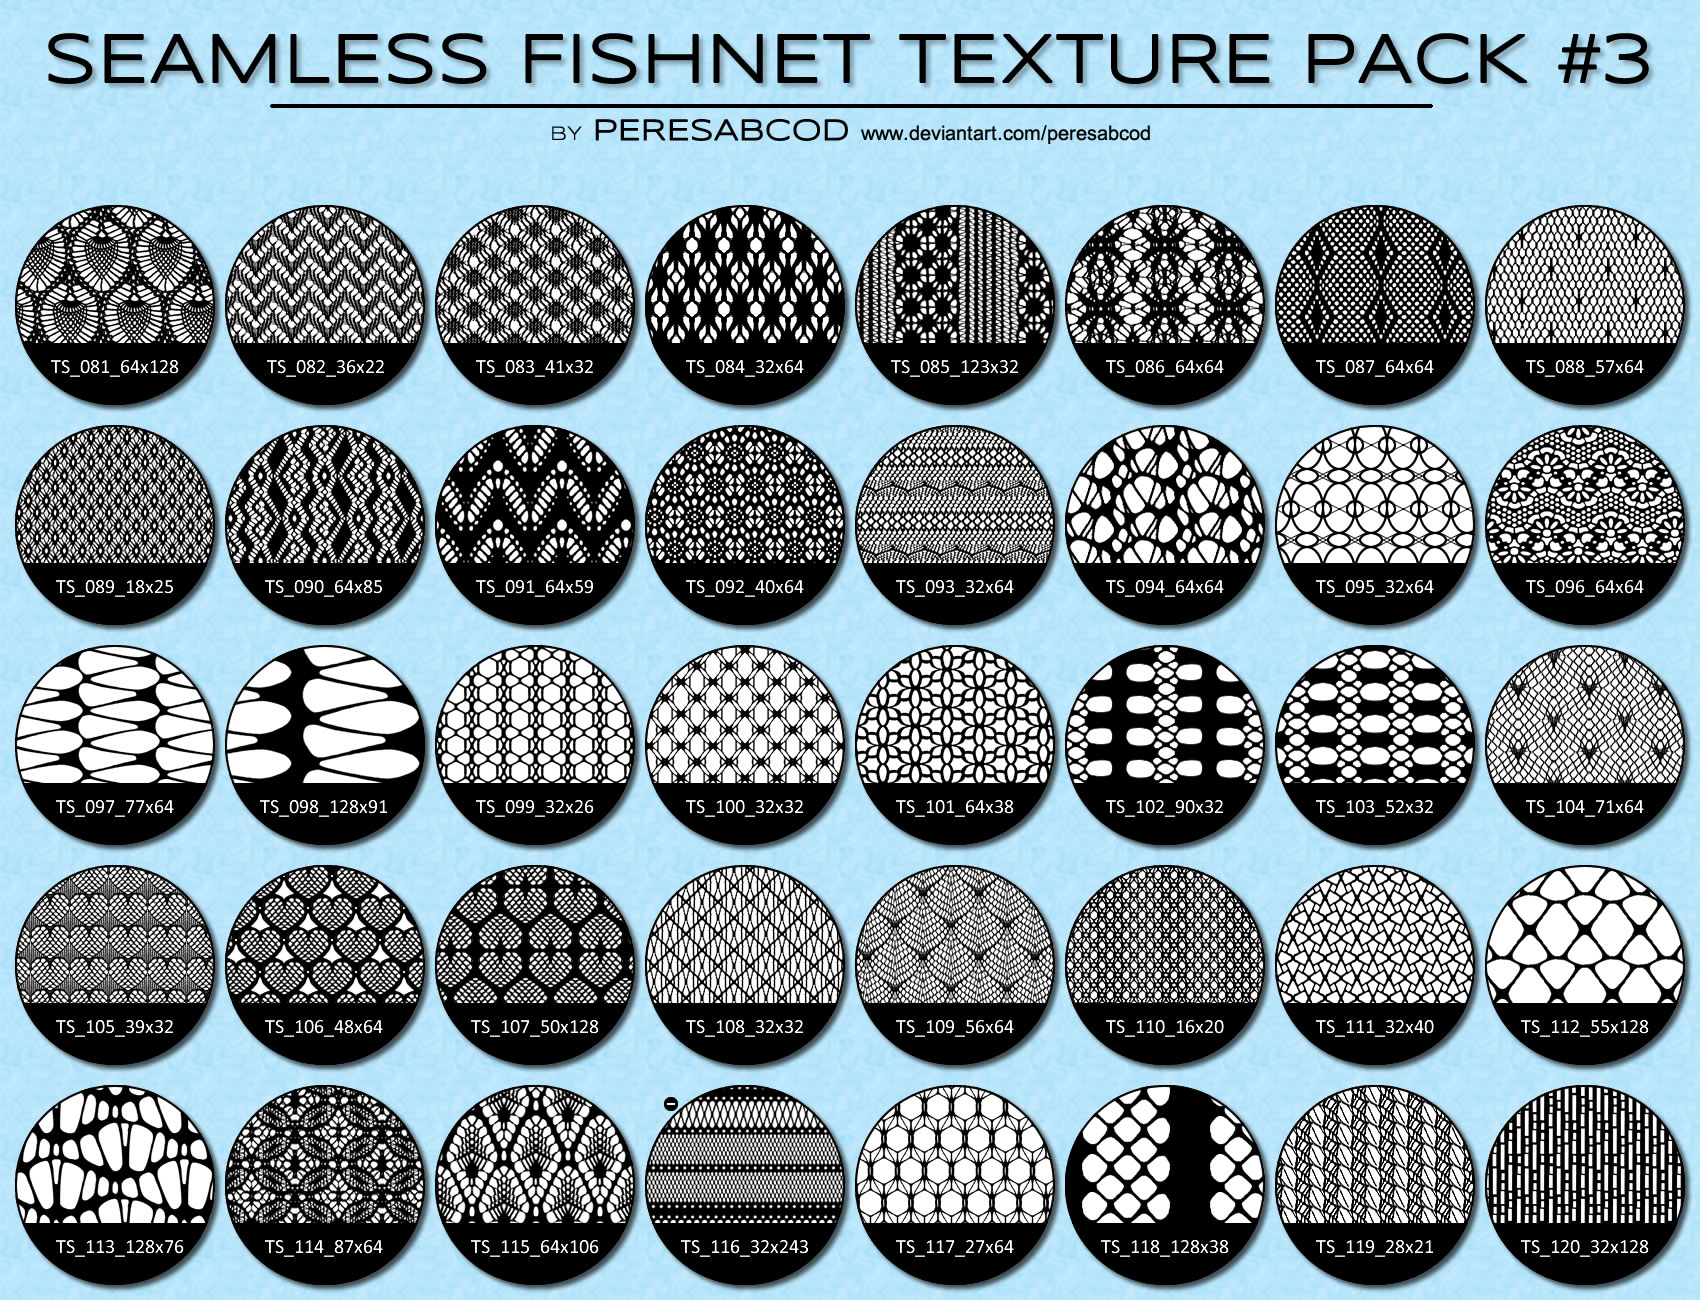 SEAMLESS FISHNET TEXTURE PACK #3
BY PERESABCOD www.deviantart.com/peresabcod
TS_081_64x128 TS_082_36x22 TS_083_41x32 TS_084_32x64 TS_085_123x32 TS_086_64x64 TS_087_64x64 TS_088_57x64
TS_089_18x25 TS_090_64x85 TS_091_64x59 TS_092_40x64 TS_093_32x64 TS_094_64x64 TS_095_32x64 TS_096_64x64
TS_097_77x64 TS_098_128x91 TS_099_32x26 TS_100_32x32 TS_101_64x38 TS_102_90x32 TS_103_52x32 TS_104_71x64
TS_105_39x32 TS_106_48x64 TS_107_50x128 TS_108_32x32 TS_109_56x64 TS_110_16x20 TS_111_32x40 TS_112_55x128
TS_113_128x76 TS_114_87x64 TS_115_64x106 TS_116_32x243 TS_117_27x64 TS_118_128x38 TS_119_28x21 TS_120_32x128